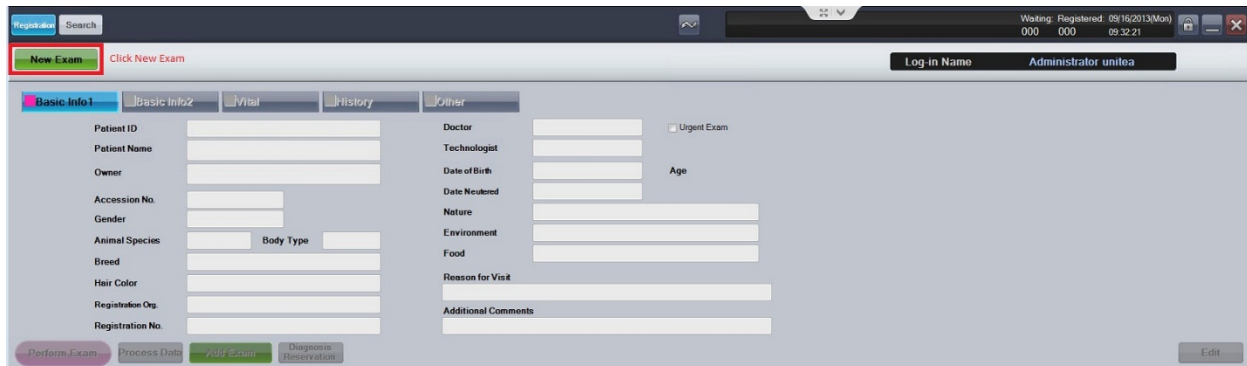 Registration Search
Waiting: Registered: 09/16/2013(Mon)
000 000 09:32:21
New Exam Click New Exam
Log-in Name Administrator unitea
Basic Info1 Basic Info2 Vital History Other
Patient ID
Patient Name
Owner
Accession No.
Gender
Animal Species Body Type
Breed
Hair Color
Registration Org.
Registration No.
Doctor Urgent Exam
Technologist
Date of Birth Age
Date Neutered
Nature
Environment
Food
Reason for Visit
Additional Comments
Perform Exam Process Data Add Exam Diagnosis
Reservation
Edit